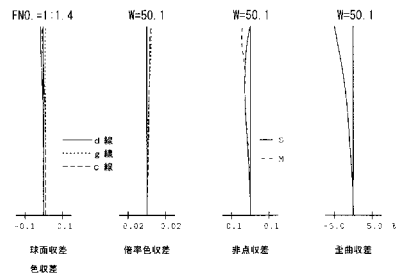 FNO.=1:1.4
W=50.1
W=50.1
W=50.1
d 線
g 線
c 線
S
M
-0.1 0.1
0.02
-0.1 0.1
-5.0 5.0 %
球面収差
色収差
倍率色収差
非点収差
歪曲収差